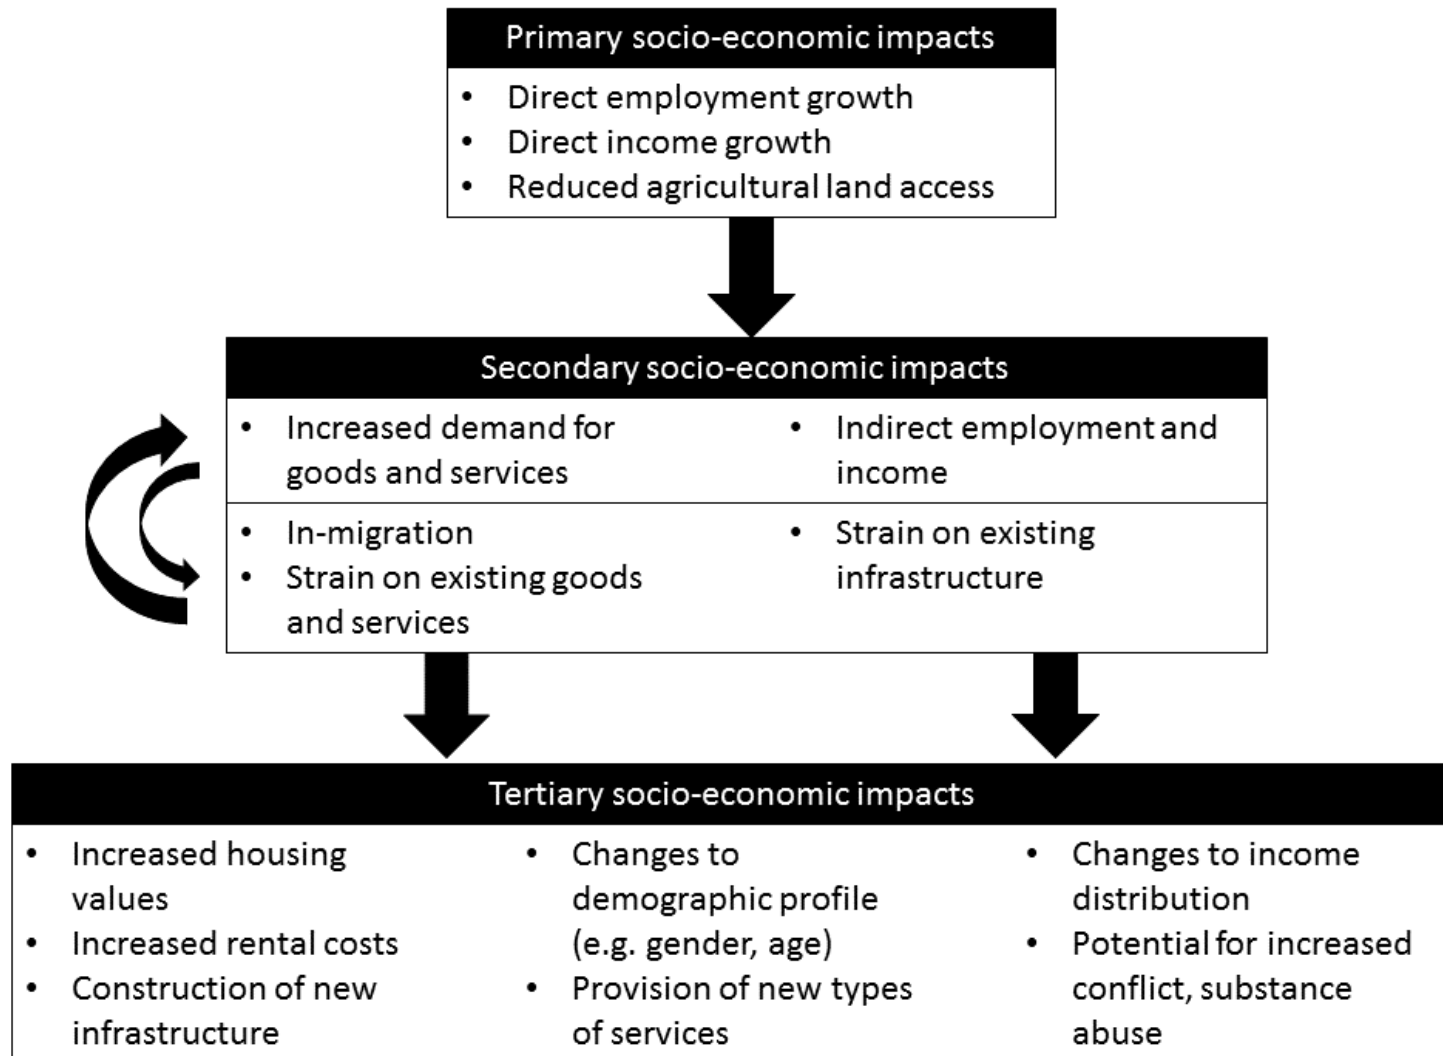 Primary socio-economic impacts
• Direct employment growth
• Direct income growth
• Reduced agricultural land access
Secondary socio-economic impacts
• Increased demand for
goods and services
• Indirect employment and
income
• In-migration
• Strain on existing goods
and services
• Strain on existing
infrastructure
Tertiary socio-economic impacts
• Increased housing
values
• Increased rental costs
• Construction of new
infrastructure
• Changes to
demographic profile
(e.g. gender, age)
• Provision of new types
of services
• Changes to income
distribution
• Potential for increased
conflict, substance
abuse